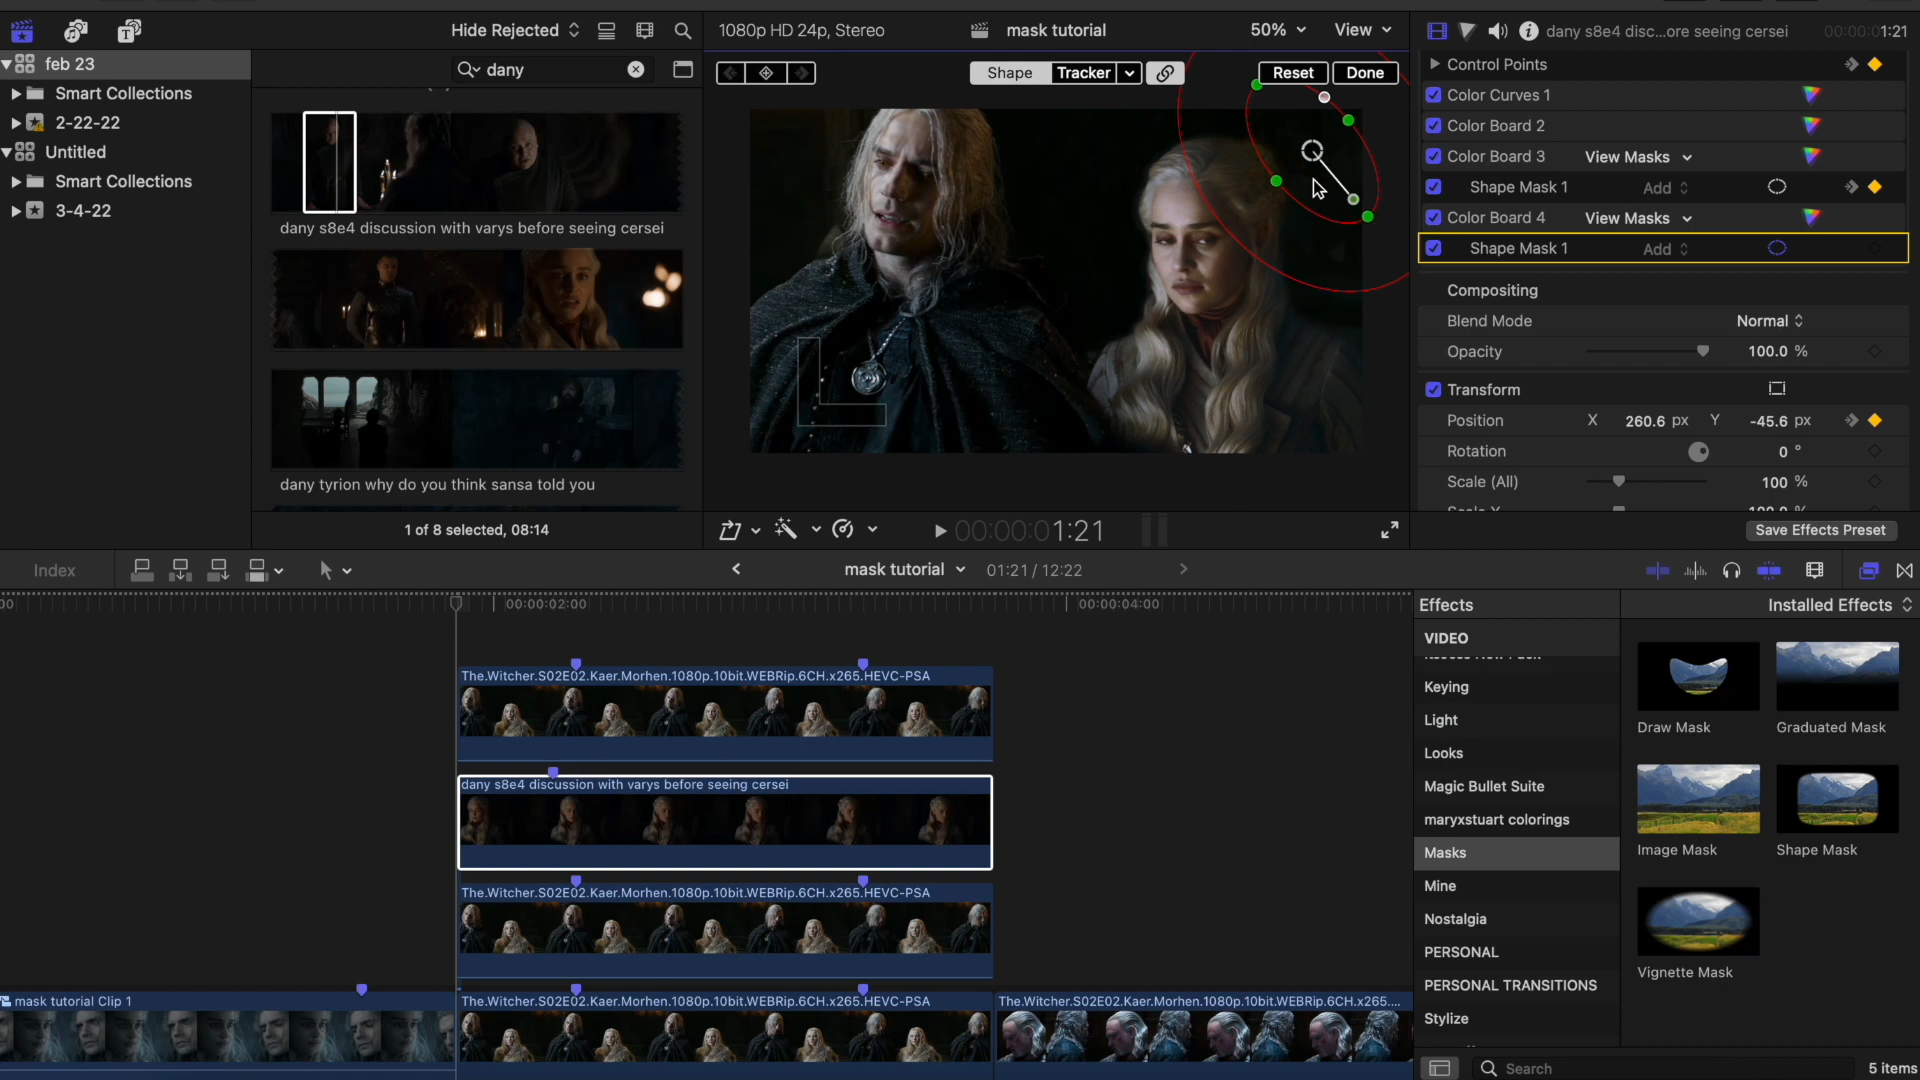 Hide Rejected
1080p HD 24p, Stereo
mask tutorial
50%
View
dany s8e4 disc...ore seeing cersei
00:00:01:21
feb 23
Smart Collections
2-22-22
Untitled
Smart Collections
3-4-22
dany
dany s8e4 discussion with varys before seeing cersei
dany tyrion why do you think sansa told you
1 of 8 selected, 08:14
Shape
Tracker
Reset
Done
00:00:01:21
Control Points
Color Curves 1
Color Board 2
Color Board 3 View Masks
Shape Mask 1 Add
Color Board 4 View Masks
Shape Mask 1 Add
Compositing
Blend Mode Normal
Opacity 100.0 %
Transform
Position X 260.6 px Y -45.6 px
Rotation 0 °
Scale (All) 100 %
Save Effects Preset
Index
mask tutorial
01:21 / 12:22
00:00:02:00
00:00:04:00
The.Witcher.S02E02.Kaer.Morhen.1080p.10bit.WEBRip.6CH.x265.HEVC-PSA
dany s8e4 discussion with varys before seeing cersei
The.Witcher.S02E02.Kaer.Morhen.1080p.10bit.WEBRip.6CH.x265.HEVC-PSA
mask tutorial Clip 1
The.Witcher.S02E02.Kaer.Morhen.1080p.10bit.WEBRip.6CH.x265.HEVC-PSA
The.Witcher.S02E02.Kaer.Morhen.1080p.10bit.WEBRip.6CH.x265....
Effects
Installed Effects
VIDEO
Keying
Light
Looks
Magic Bullet Suite
maryxstuart colorings
Masks
Mine
Nostalgia
PERSONAL
PERSONAL TRANSITIONS
Stylize
Draw Mask
Graduated Mask
Image Mask
Shape Mask
Vignette Mask
Search
5 items